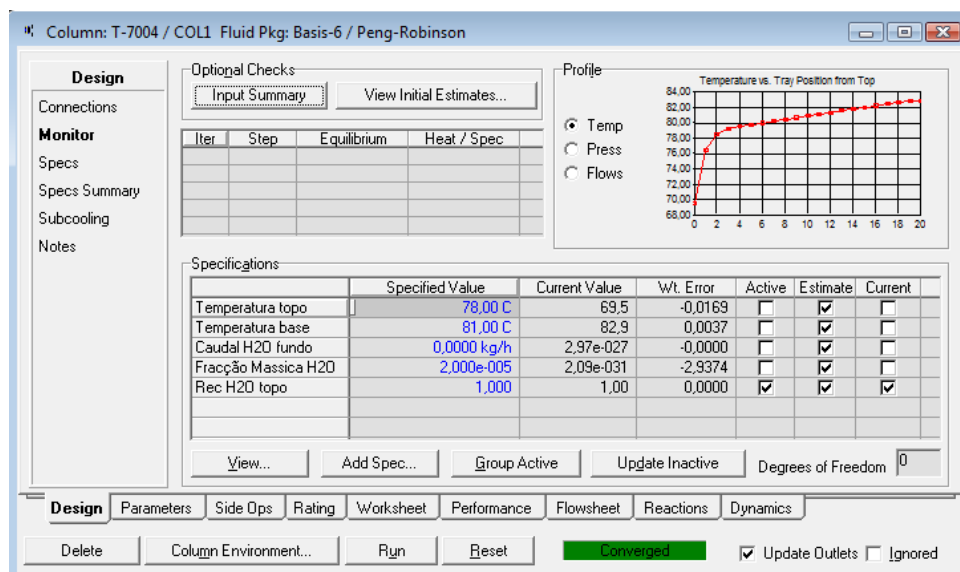 Column: T-7004 / COL1 Fluid Pkg: Basis-6 / Peng-Robinson
Design
Connections
Monitor
Specs
Specs Summary
Subcooling
Notes
Optional Checks
Input Summary
View Initial Estimates...
Iter Step Equilibrium Heat / Spec
Profile
Temp
Press
Flows
Temperature vs. Tray Position from Top
84,00
82,00
80,00
78,00
76,00
74,00
72,00
70,00
68,00
0 2 4 6 8 10 12 14 16 18 20
Specifications
Specified Value Current Value Wt. Error Active Estimate Current
Temperatura topo 78,00 C 69,5 -0,0169
Temperatura base 81,00 C 82,9 0,0037
Caudal H2O fundo 0,0000 kg/h 2,97e-027 -0,0000
Fracção Massica H2O 2,000e-005 2,09e-031 -2,9374
Rec H2O topo 1,000 1,00 0,0000
View... Add Spec... Group Active Update Inactive Degrees of Freedom 0
Design Parameters Side Ops Rating Worksheet Performance Flowsheet Reactions Dynamics
Delete Column Environment... Run Reset Converged Update Outlets Ignored